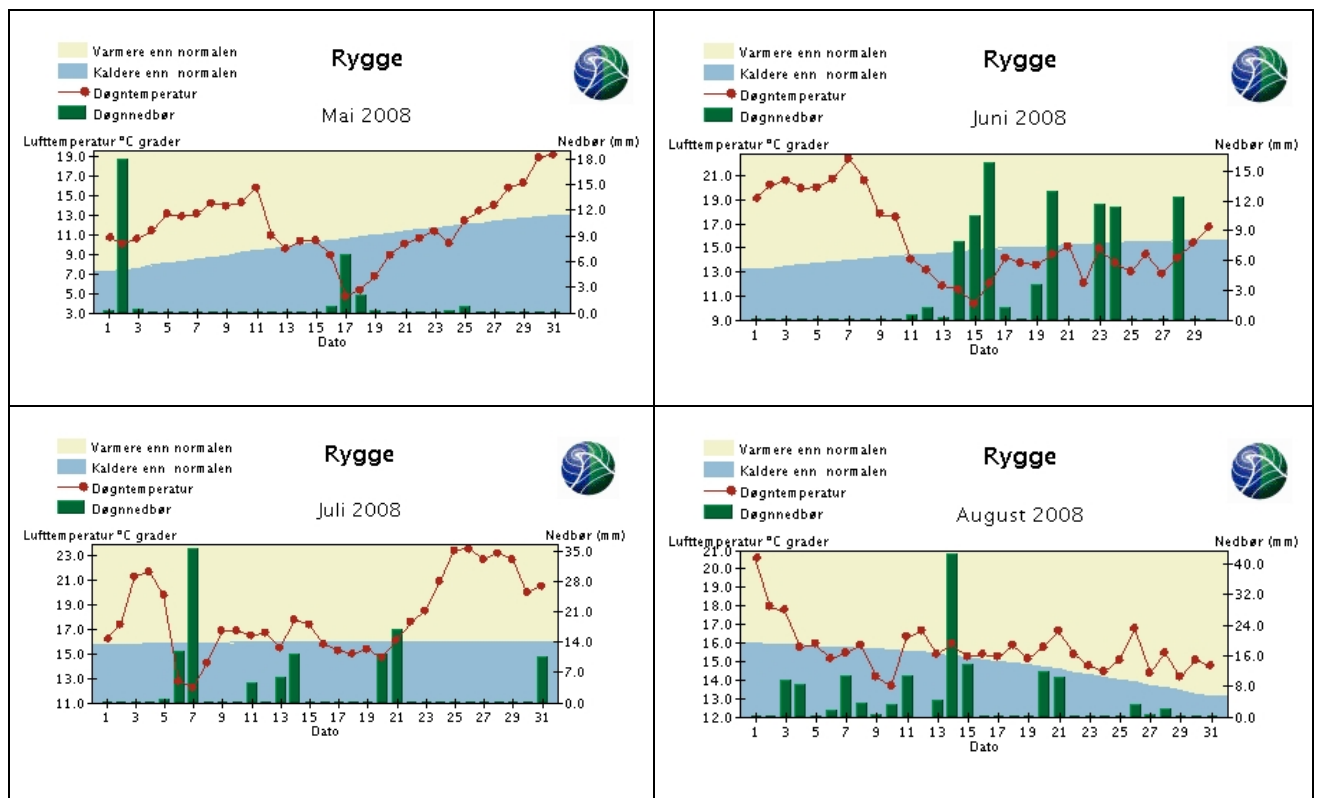 Varmere enn normalen
Kaldere enn normalen
Døgntemperatur
Døgnnedbør
Rygge
Mai 2008
Lufttemperatur °C grader
Nedbør (mm)
19.0
17.0
15.0
13.0
11.0
9.0
7.0
5.0
3.0
18.0
15.0
12.0
9.0
6.0
3.0
0.0
1 3 5 7 9 11 13 15 17 19 21 23 25 27 29 31
Dato
Varmere enn normalen
Kaldere enn normalen
Døgntemperatur
Døgnnedbør
Rygge
Juni 2008
Lufttemperatur °C grader
Nedbør (mm)
21.0
19.0
17.0
15.0
13.0
11.0
9.0
15.0
12.0
9.0
6.0
3.0
0.0
1 3 5 7 9 11 13 15 17 19 21 23 25 27 29
Dato
Varmere enn normalen
Kaldere enn normalen
Døgntemperatur
Døgnnedbør
Rygge
Juli 2008
Lufttemperatur °C grader
Nedbør (mm)
23.0
21.0
19.0
17.0
15.0
13.0
11.0
35.0
28.0
21.0
14.0
7.0
0.0
1 3 5 7 9 11 13 15 17 19 21 23 25 27 29 31
Dato
Varmere enn normalen
Kaldere enn normalen
Døgntemperatur
Døgnnedbør
Rygge
August 2008
Lufttemperatur °C grader
Nedbør (mm)
21.0
20.0
19.0
18.0
17.0
16.0
15.0
14.0
13.0
12.0
40.0
32.0
24.0
16.0
8.0
0.0
1 3 5 7 9 11 13 15 17 19 21 23 25 27 29 31
Dato